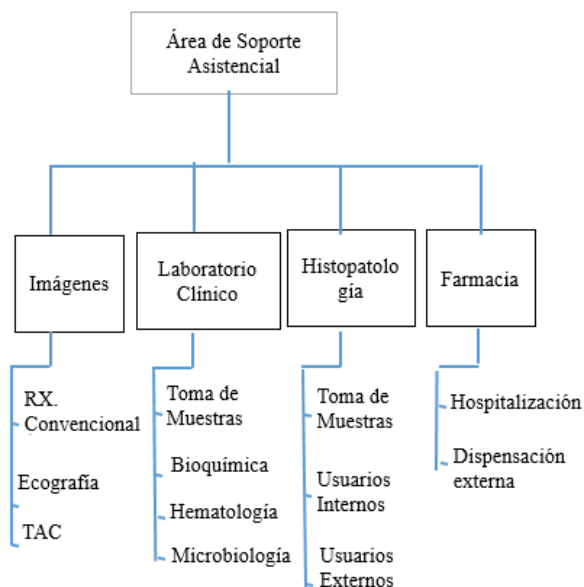 Área de Soporte
Asistencial
Imágenes
Laboratorio
Clínico
Histopatolo
gía
Farmacia
RX.
Convencional
Ecografía
TAC
Toma de
Muestras
Bioquímica
Hematología
Microbiología
Toma de
Muestras
Usuarios
Internos
Usuarios
Externos
Hospitalización
Dispensación
externa